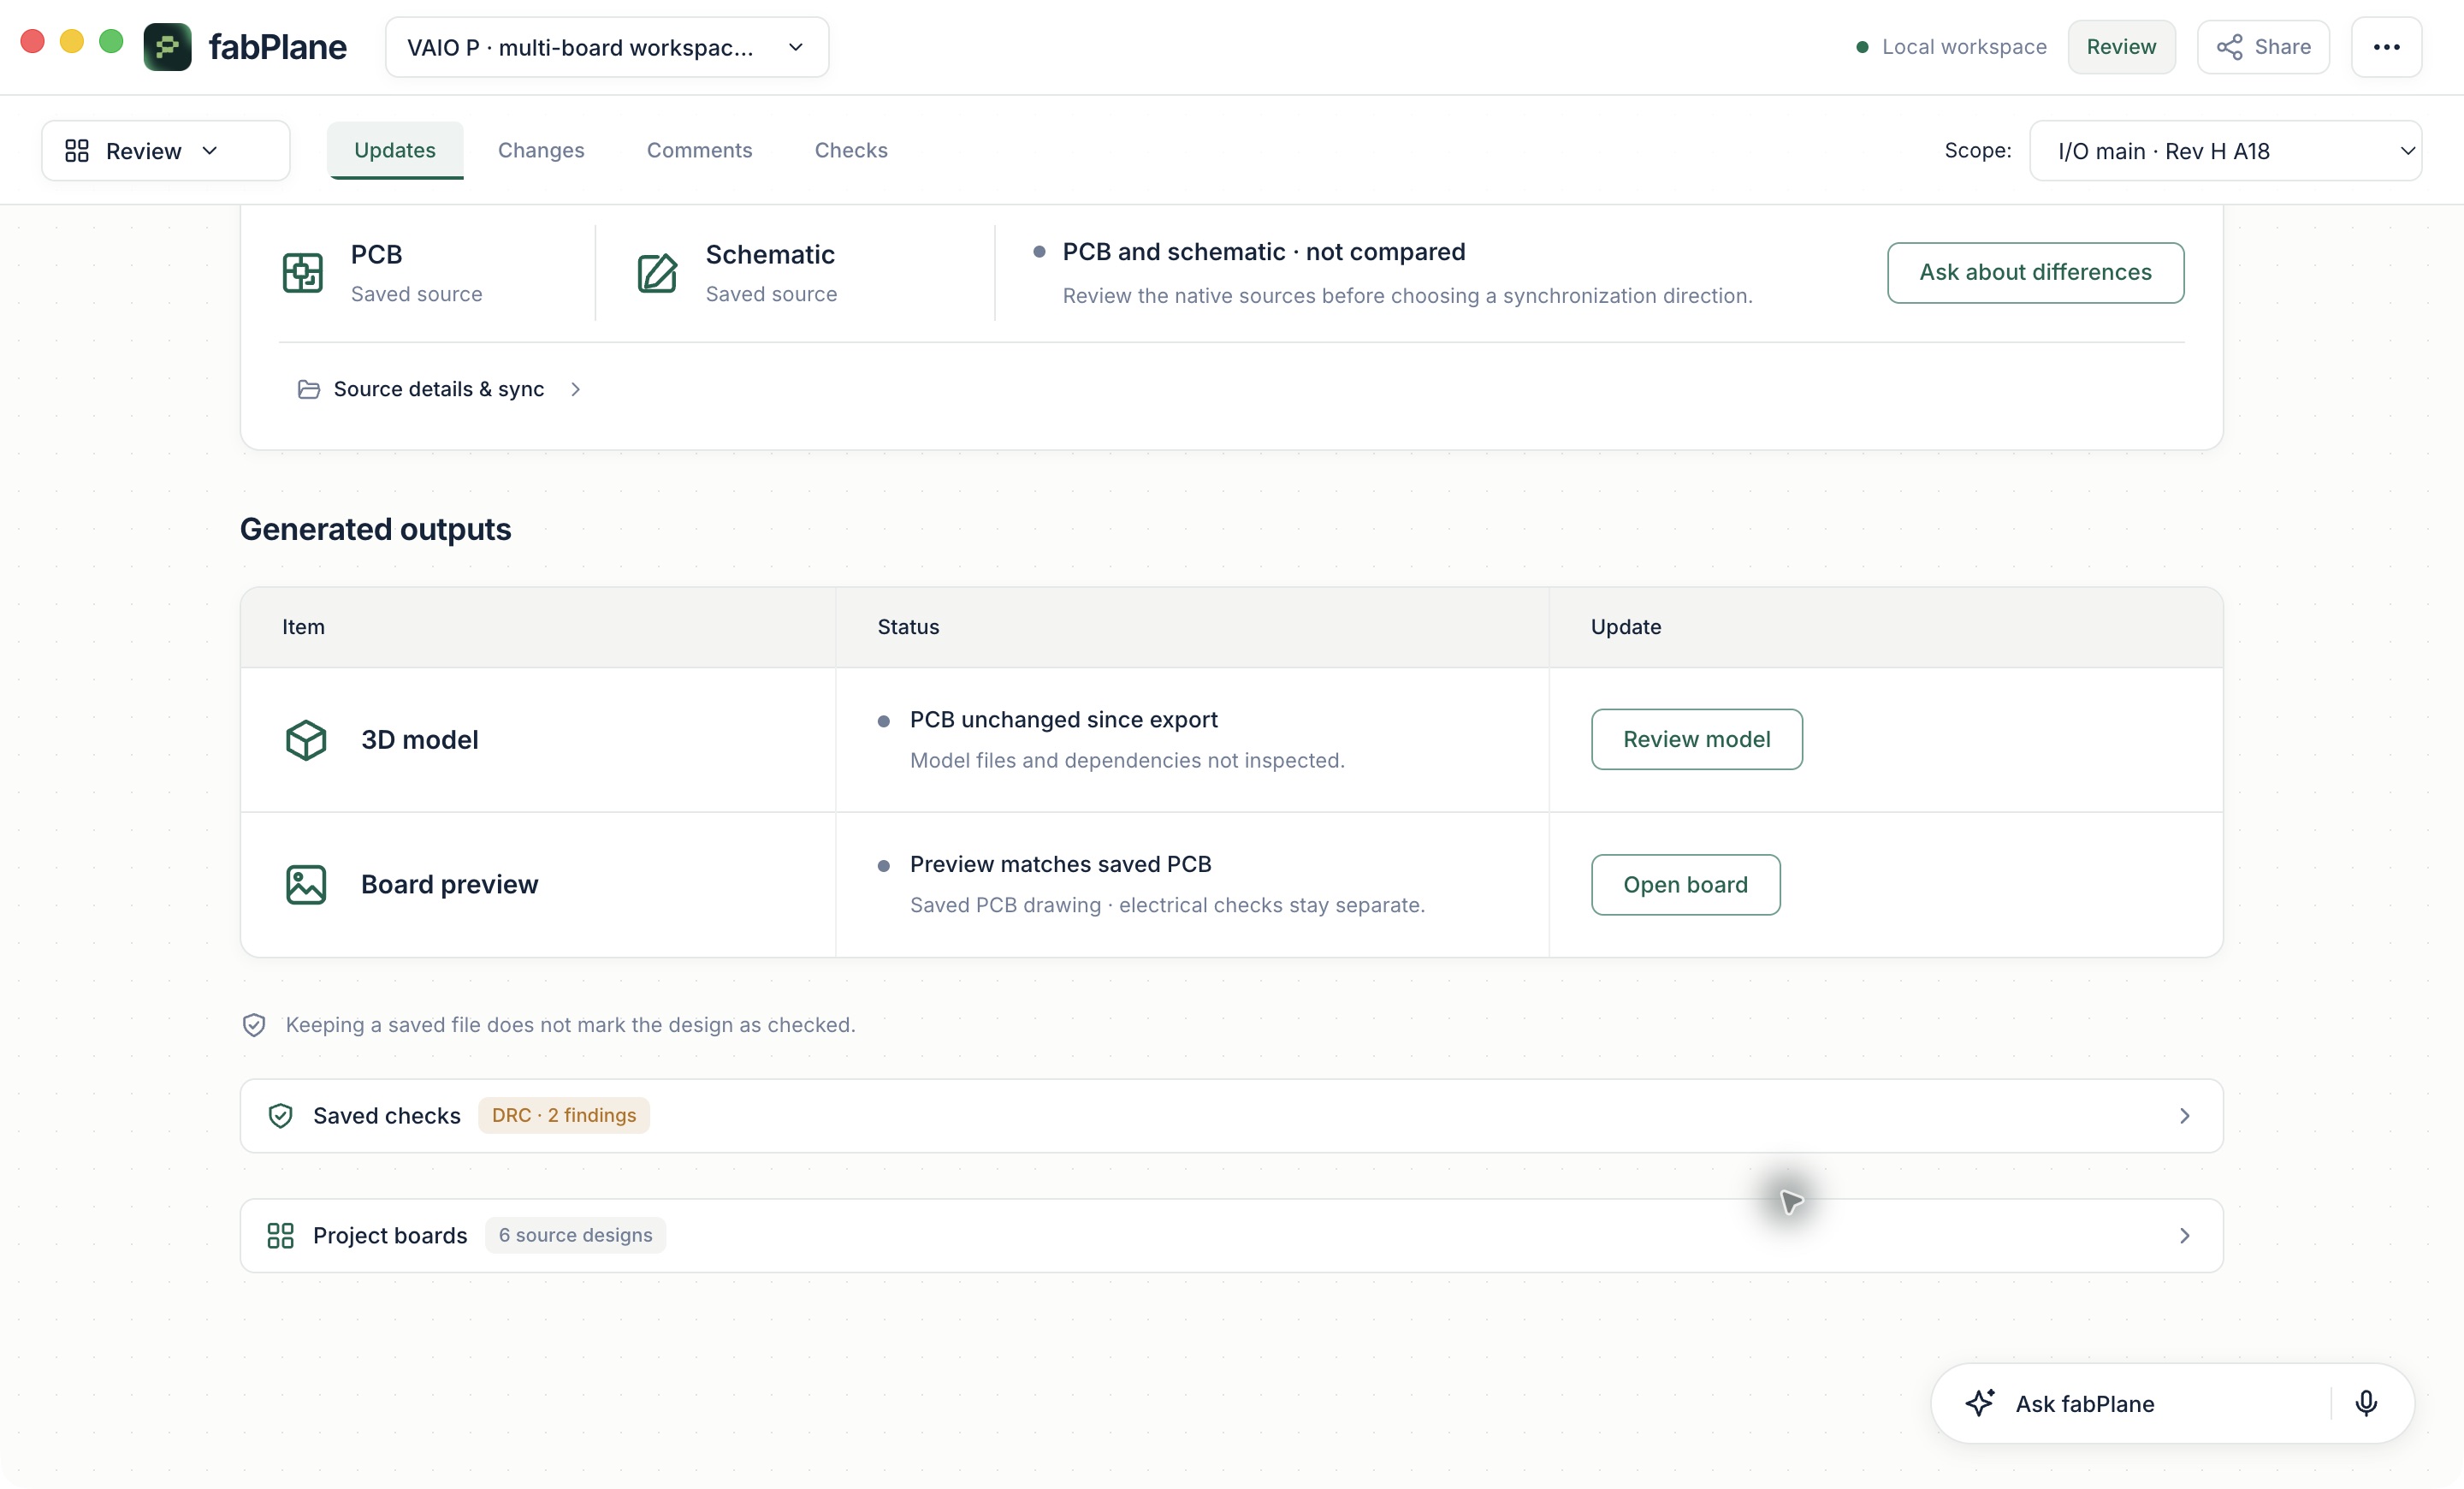 fabPlane
VAIO P · multi-board workspac...
Local workspace
Review
Share
Review
Updates
Changes
Comments
Checks
Scope:
I/O main · Rev H A18
PCB
Saved source
Schematic
Saved source
PCB and schematic · not compared
Review the native sources before choosing a synchronization direction.
Ask about differences
Source details & sync
Generated outputs
Item
Status
Update
3D model
PCB unchanged since export
Model files and dependencies not inspected.
Review model
Board preview
Preview matches saved PCB
Saved PCB drawing · electrical checks stay separate.
Open board
Keeping a saved file does not mark the design as checked.
Saved checks
DRC · 2 findings
Project boards
6 source designs
Ask fabPlane